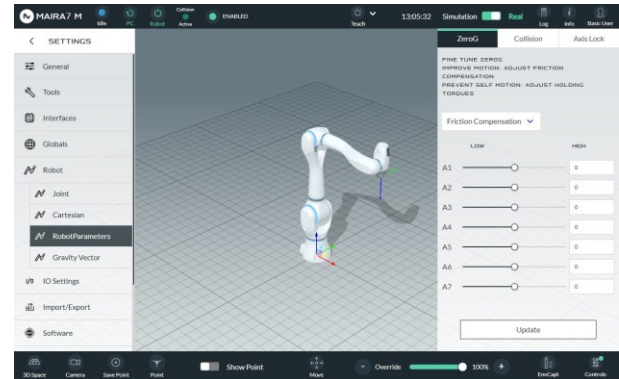 MAIRA7 M
Idle
PC
Robot
Collision
Active
ENABLED
Teach
13:05:32
Simulation
Real
Log
Info
Basic User
SETTINGS
General
Tools
Interfaces
Globals
Robot
Joint
Cartesian
RobotParameters
Gravity Vector
I/O
IO Settings
Import/Export
Software
ZeroG
Collision
Axis Lock
FINE TUNE ZEROG
IMPROVE MOTION: ADJUST FRICTION
COMPENSATION
PREVENT SELF MOTION: ADJUST HOLDING
TORQUES
Friction Compensation
LOW
HIGH
A1
0
A2
0
A3
0
A4
0
A5
0
A6
0
A7
0
Update
3D Space
Camera
Save Point
Point
Show Point
Move
- Override
100% +
EnvCapt
Controls